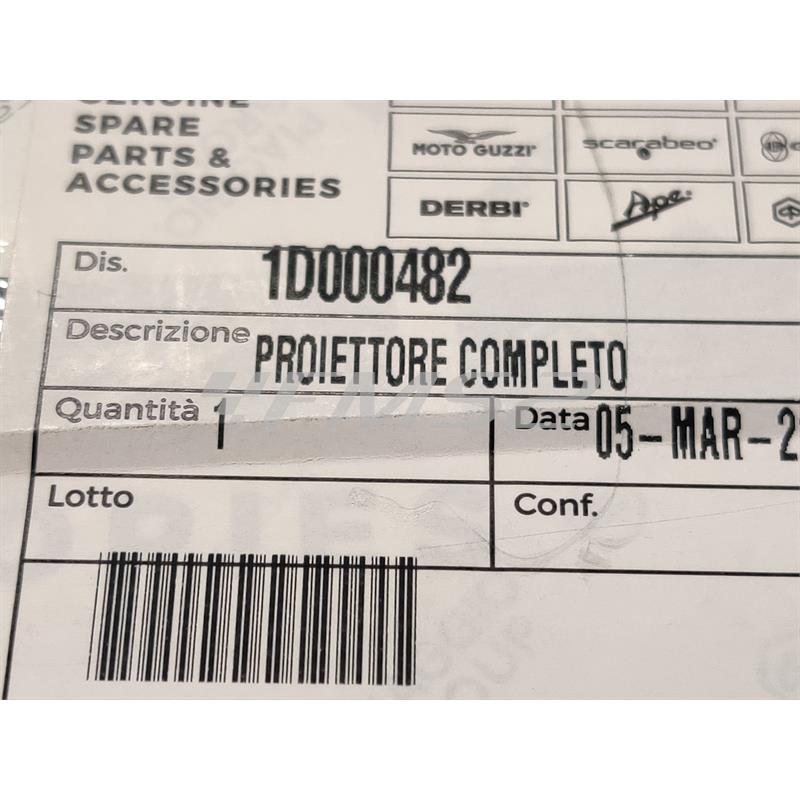 GENUINE
SPARE
PARTS &
ACCESSORIES
MOTO GUZZI®
scarabeo®
DERBI®
Ape®
Dis. 1D000482
Descrizione PROIETTORE COMPLETO
Quantità 1 Data 05-MAR-2
Lotto Conf.